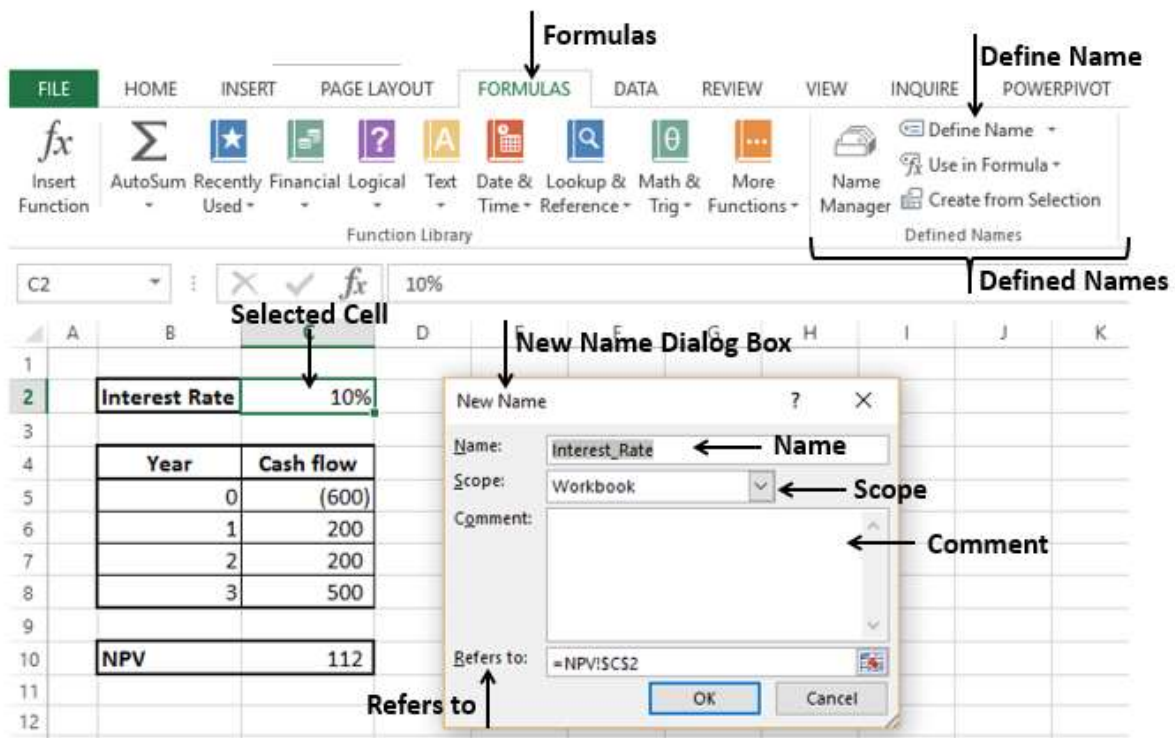 Formulas
Define Name
FILE HOME INSERT PAGE LAYOUT FORMULAS DATA REVIEW VIEW INQUIRE POWERPIVOT
fx Σ ? A θ
Insert Function
AutoSum
Recently Used
Financial
Logical
Text
Date & Time
Lookup & Reference
Math & Trig
More Functions
Name Manager
Define Name
Use in Formula
Create from Selection
Function Library
Defined Names
Defined Names
C2 fx 10%
Selected Cell
A B C D E F G H I J K
New Name Dialog Box
1
2 Interest Rate 10%
3
4 Year Cash flow
5 0 (600)
6 1 200
7 2 200
8 3 500
9
10 NPV 112
11
12
New Name ?
Name: Interest_Rate
Name
Scope: Workbook
Scope
Comment:
Comment
Refers to: =NPV!$C$2
Refers to
OK Cancel